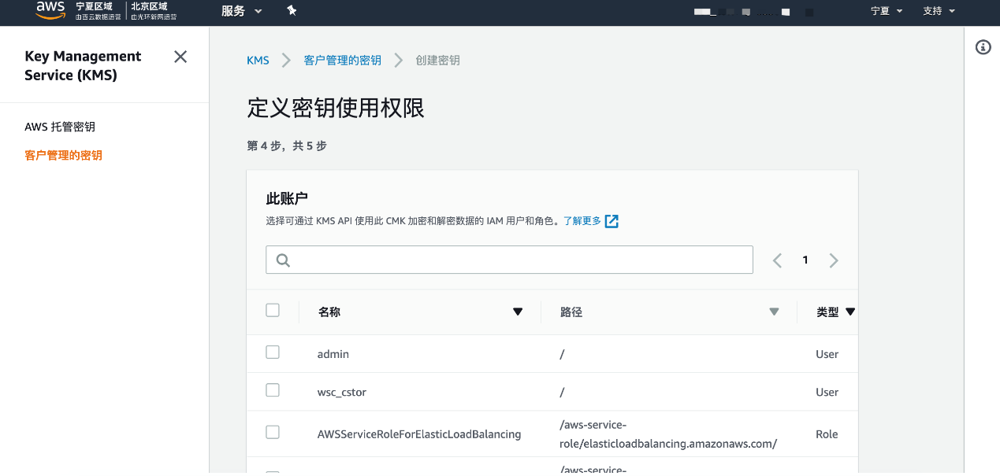 aws
宁夏区域
由西云数据运营
北京区域
由光环新网运营
服务
宁夏
支持
Key Management
Service (KMS)
AWS 托管密钥
客户管理的密钥
KMS
客户管理的密钥
创建密钥
定义密钥使用权限
第 4 步，共 5 步
此账户
选择可通过 KMS API 使用此 CMK 加密和解密数据的 IAM 用户和角色。了解更多
1
名称 路径 类型
admin / User
wsc_cstor / User
AWSServiceRoleForElasticLoadBalancing /aws-service-
role/elasticloadbalancing.amazonaws.com/ Role
/aws-service-